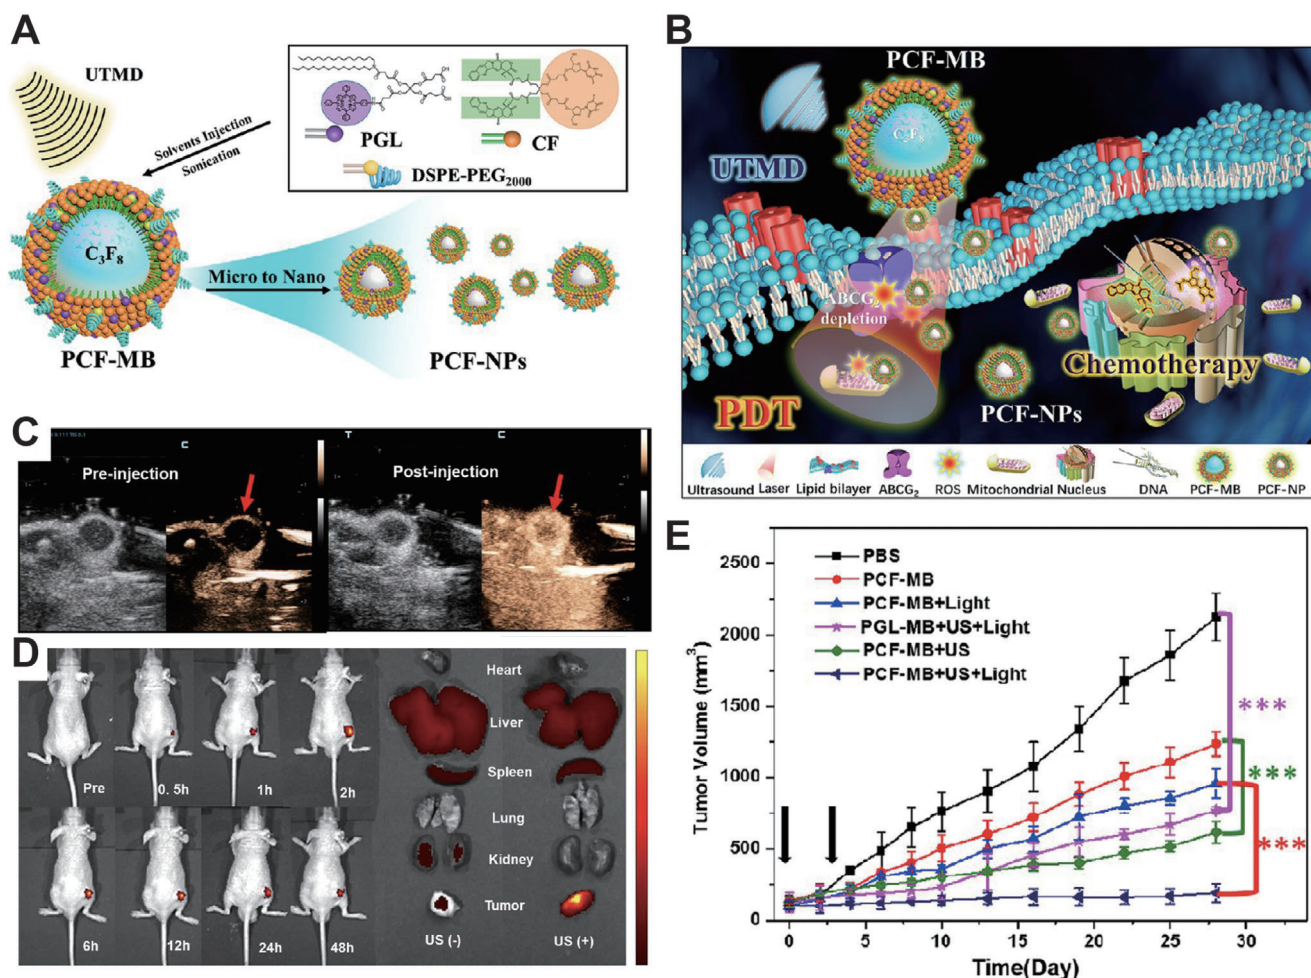 A
UTMD
Solvents Injection
Sonication
PGL
CF
DSPE-PEG2000
C3F8
Micro to Nano
PCF-MB
PCF-NPs
B
PCF-MB
C3F8
UTMD
ABCG2
depletion
PDT
PCF-NPs
Chemotherapy
Ultrasound Laser Lipid bilayer ABCG2 ROS Mitochondrial Nucleus DNA PCF-MB PCF-NP
C
C
T
C
Pre-injection
Post-injection
D
Pre
0.5h
1h
2h
6h
12h
24h
48h
Heart
Liver
Spleen
Lung
Kidney
Tumor
US (-)
US (+)
E
PBS
PCF-MB
PCF-MB+Light
PGL-MB+US+Light
PCF-MB+US
PCF-MB+US+Light
Tumor Volume (mm3)
2500
2000
1500
1000
500
0
***
***
***
0 5 10 15 20 25 30
Time(Day)